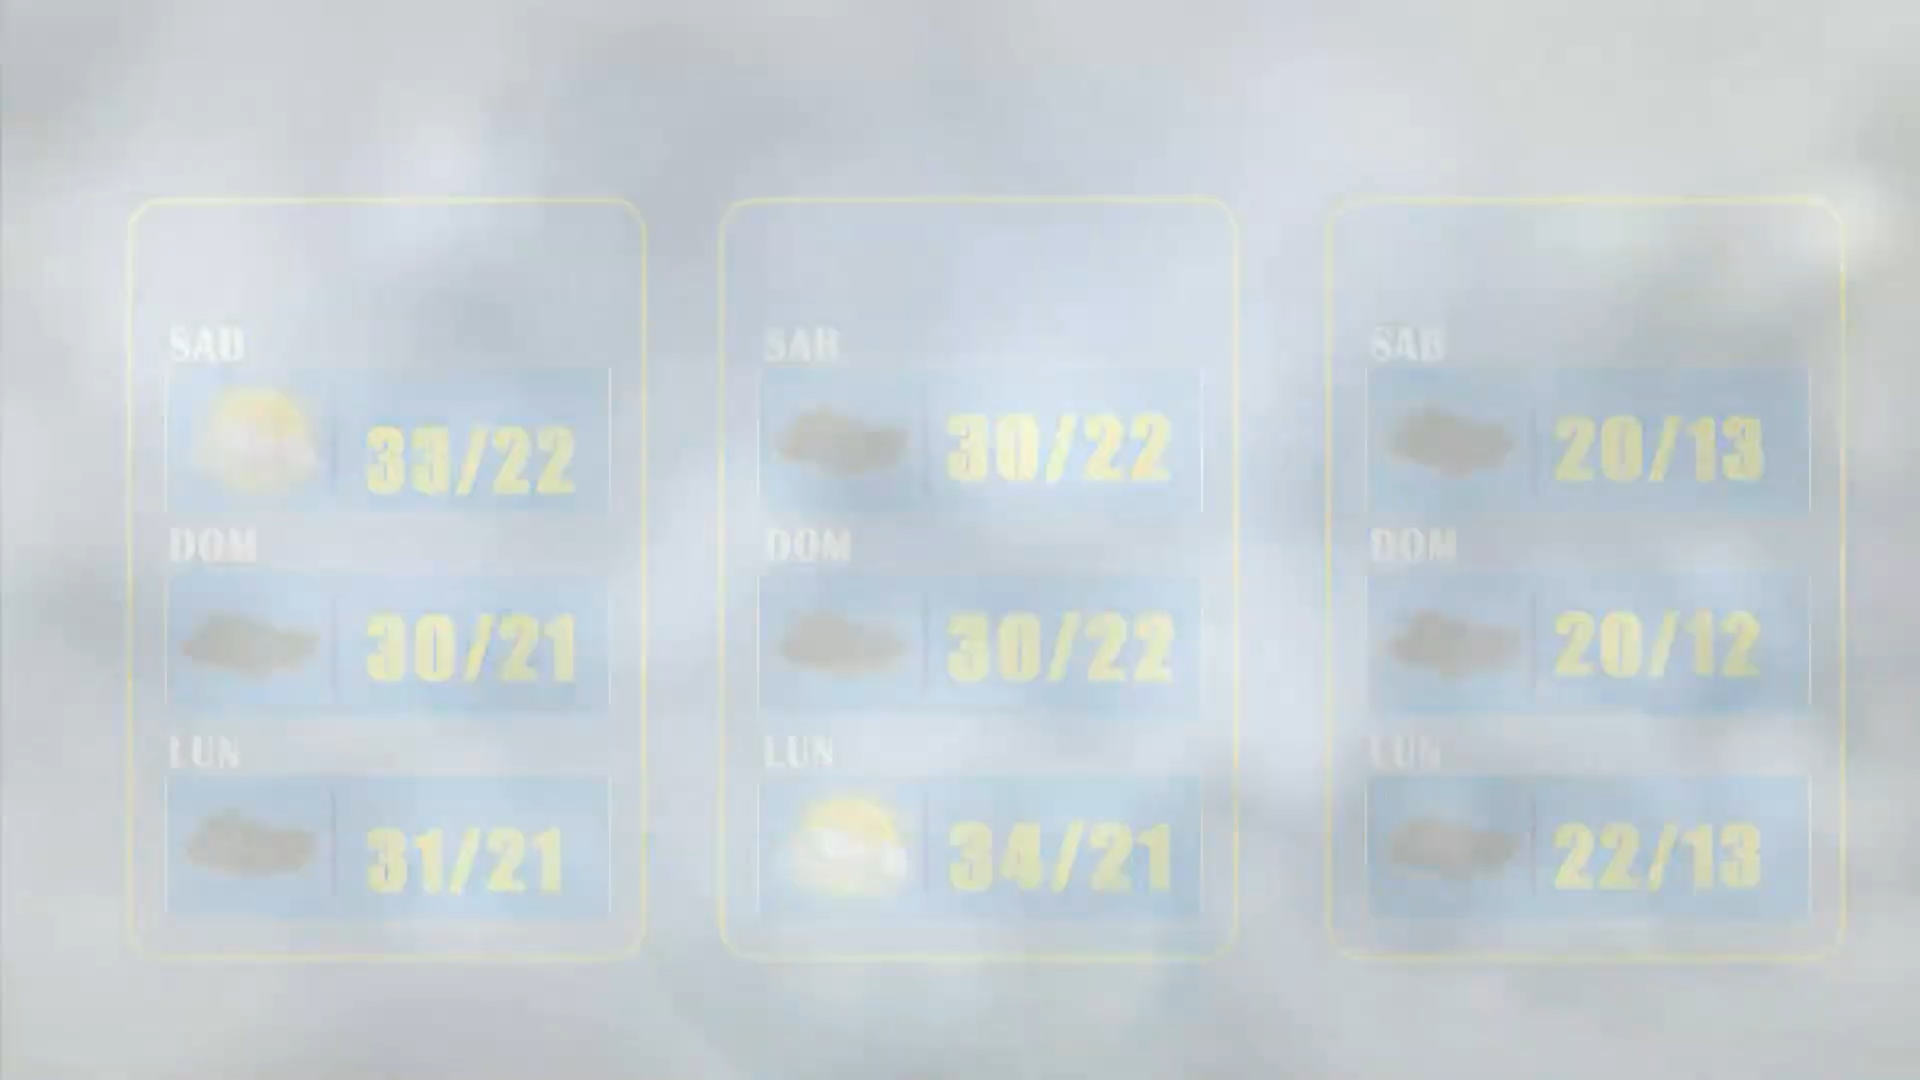 SAB
33/22
DOM
30/21
LUN
31/21
SAB
30/22
DOM
30/22
LUN
34/21
SAB
20/13
DOM
20/12
LUN
22/13